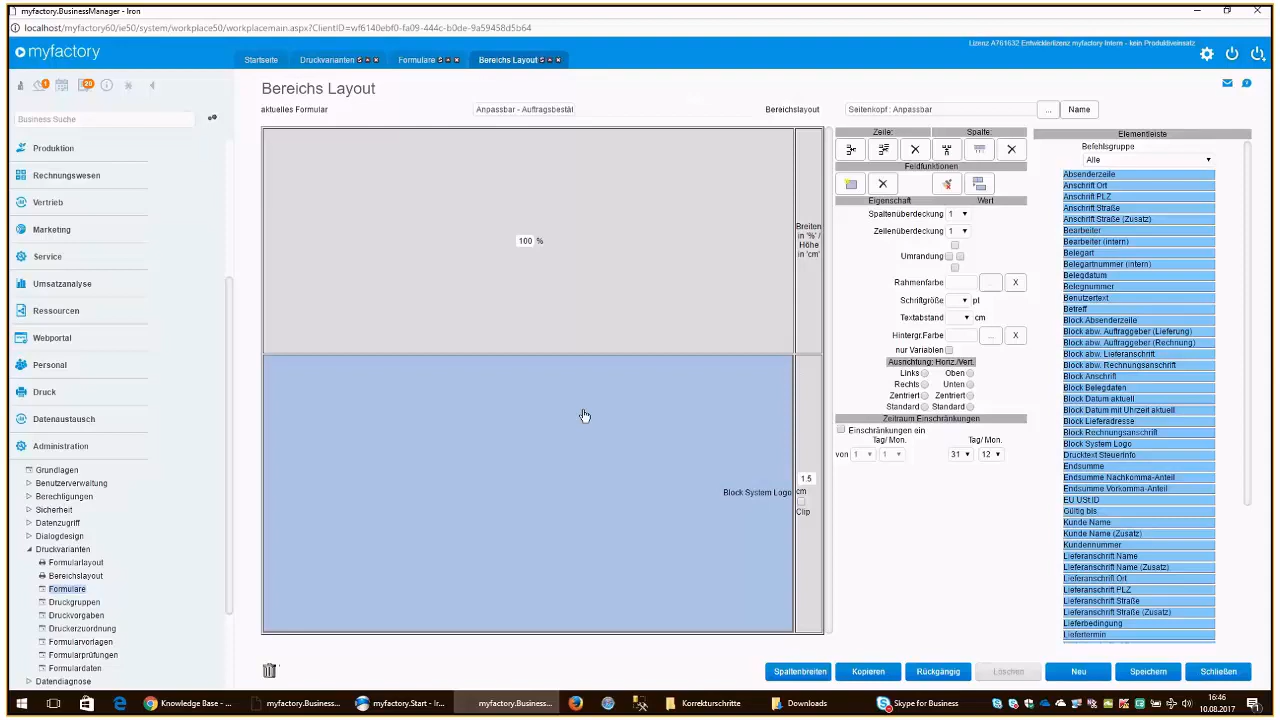 myfactory.BusinessManager - Iron
localhost/myfactory60/ie50/system/workplace50/workplacemain.aspx?ClientID=wf6140ebf0-fa09-444c-b0de-9a59458d5b64
myfactory
Startseite
Druckvarianten
Formulare
Bereichs Layout
Lizenz A761632 Entwicklerlizenz myfactory Intern - kein Produktiveinsatz
Business Suche
Produktion
Rechnungswesen
Vertrieb
Marketing
Service
Umsatzanalyse
Ressourcen
Webportal
Personal
Druck
Datenaustausch
Administration
Grundlagen
Benutzerverwaltung
Berechtigungen
Sicherheit
Datenzugriff
Dialogdesign
Druckvarianten
Formularlayout
Bereichslayout
Formulare
Druckgruppen
Druckvorgaben
Druckerzuordnung
Formularvorlagen
Formularprüfungen
Formulardaten
Datendiagnose
Bereichs Layout
aktuelles Formular
Anpassbar - Auftragsbestäl
Bereichslayout
Seitenkopf : Anpassbar
...
Name
100 %
Breiten
in '%' /
Höhe
in 'cm'
Block System Logo
1.5
cm
Clip
Zeile:
Spalte:
Feldfunktionen
Eigenschaft
Wert
Spaltenüberdeckung 1
Zeilenüberdeckung 1
Umrandung
Rahmenfarbe ... X
Schriftgröße pt.
Textabstand cm
Hintergr.Farbe ... X
nur Variablen
Ausrichtung: Horiz./Vert.
Links Oben
Rechts Unten
Zentriert Zentriert
Standard Standard
Zeitraum Einschränkungen
Einschränkungen ein
Tag/ Mon. Tag/ Mon.
von 1 1 31 12
Elementleiste
Befehlsgruppe
Alle
Absenderzeile
Anschrift Ort
Anschrift PLZ
Anschrift Straße
Anschrift Straße (Zusatz)
Bearbeiter
Bearbeiter (intern)
Belegart
Belegartnummer (intern)
Belegdatum
Belegnummer
Benutzertext
Betreff
Block Absenderzeile
Block abw. Auftraggeber (Lieferung)
Block abw. Auftraggeber (Rechnung)
Block abw. Lieferanschrift
Block abw. Rechnungsanschrift
Block Anschrift
Block Belegdaten
Block Datum aktuell
Block Datum mit Uhrzeit aktuell
Block Lieferadresse
Block Rechnungsanschrift
Block System Logo
Drucktext Steuerinfo
Endsumme
Endsumme Nachkomma-Anteil
Endsumme Vorkomma-Anteil
EU USt.ID
Gültig bis
Kunde Name
Kunde Name (Zusatz)
Kundennummer
Lieferanschrift Name
Lieferanschrift Name (Zusatz)
Lieferanschrift Ort
Lieferanschrift PLZ
Lieferanschrift Straße
Lieferanschrift Straße (Zusatz)
Lieferbedingung
Liefertermin
Spaltenbreiten
Kopieren
Rückgängig
Löschen
Neu
Speichern
Schließen
Knowledge Base - ...
myfactory.Business...
myfactory.Start - Ir...
myfactory.Business...
Korrekturschritte
Downloads
Skype for Business
16:46
10.08.2017